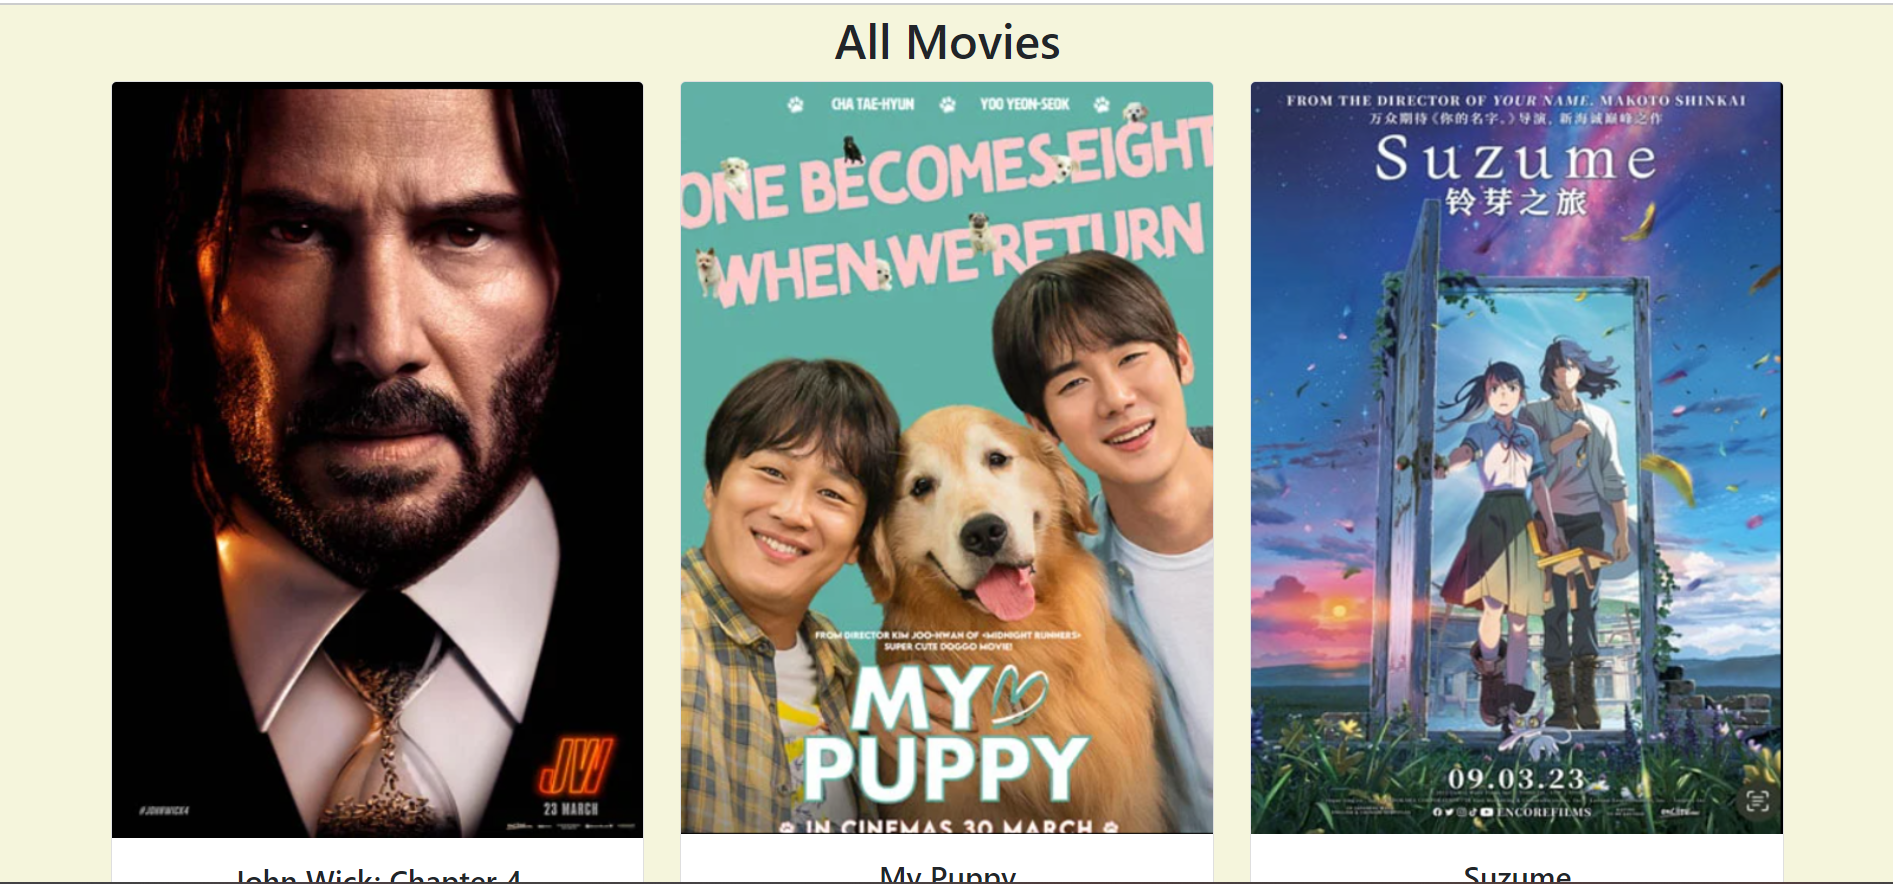 All Movies
#JOHNWICK4
JW
23 MARCH
John Wick: Chapter 4
CHA TAE-HYUN YOO YEON-SEOK
ONE BECOMES EIGHT
WHEN WE RETURN
FROM DIRECTOR KIM JOO-HWAN OF <MIDNIGHT RUNNERS>
SUPER CUTE DOGGO MOVIE!
MY
PUPPY
IN CINEMAS 30 MARCH
My Puppy
FROM THE DIRECTOR OF YOUR NAME. MAKOTO SHINKAI
万众期待《你的名字。》导演, 新海诚巅峰之作
Suzume
铃芽之旅
09.03.23
ENCOREFILMS
Suzume